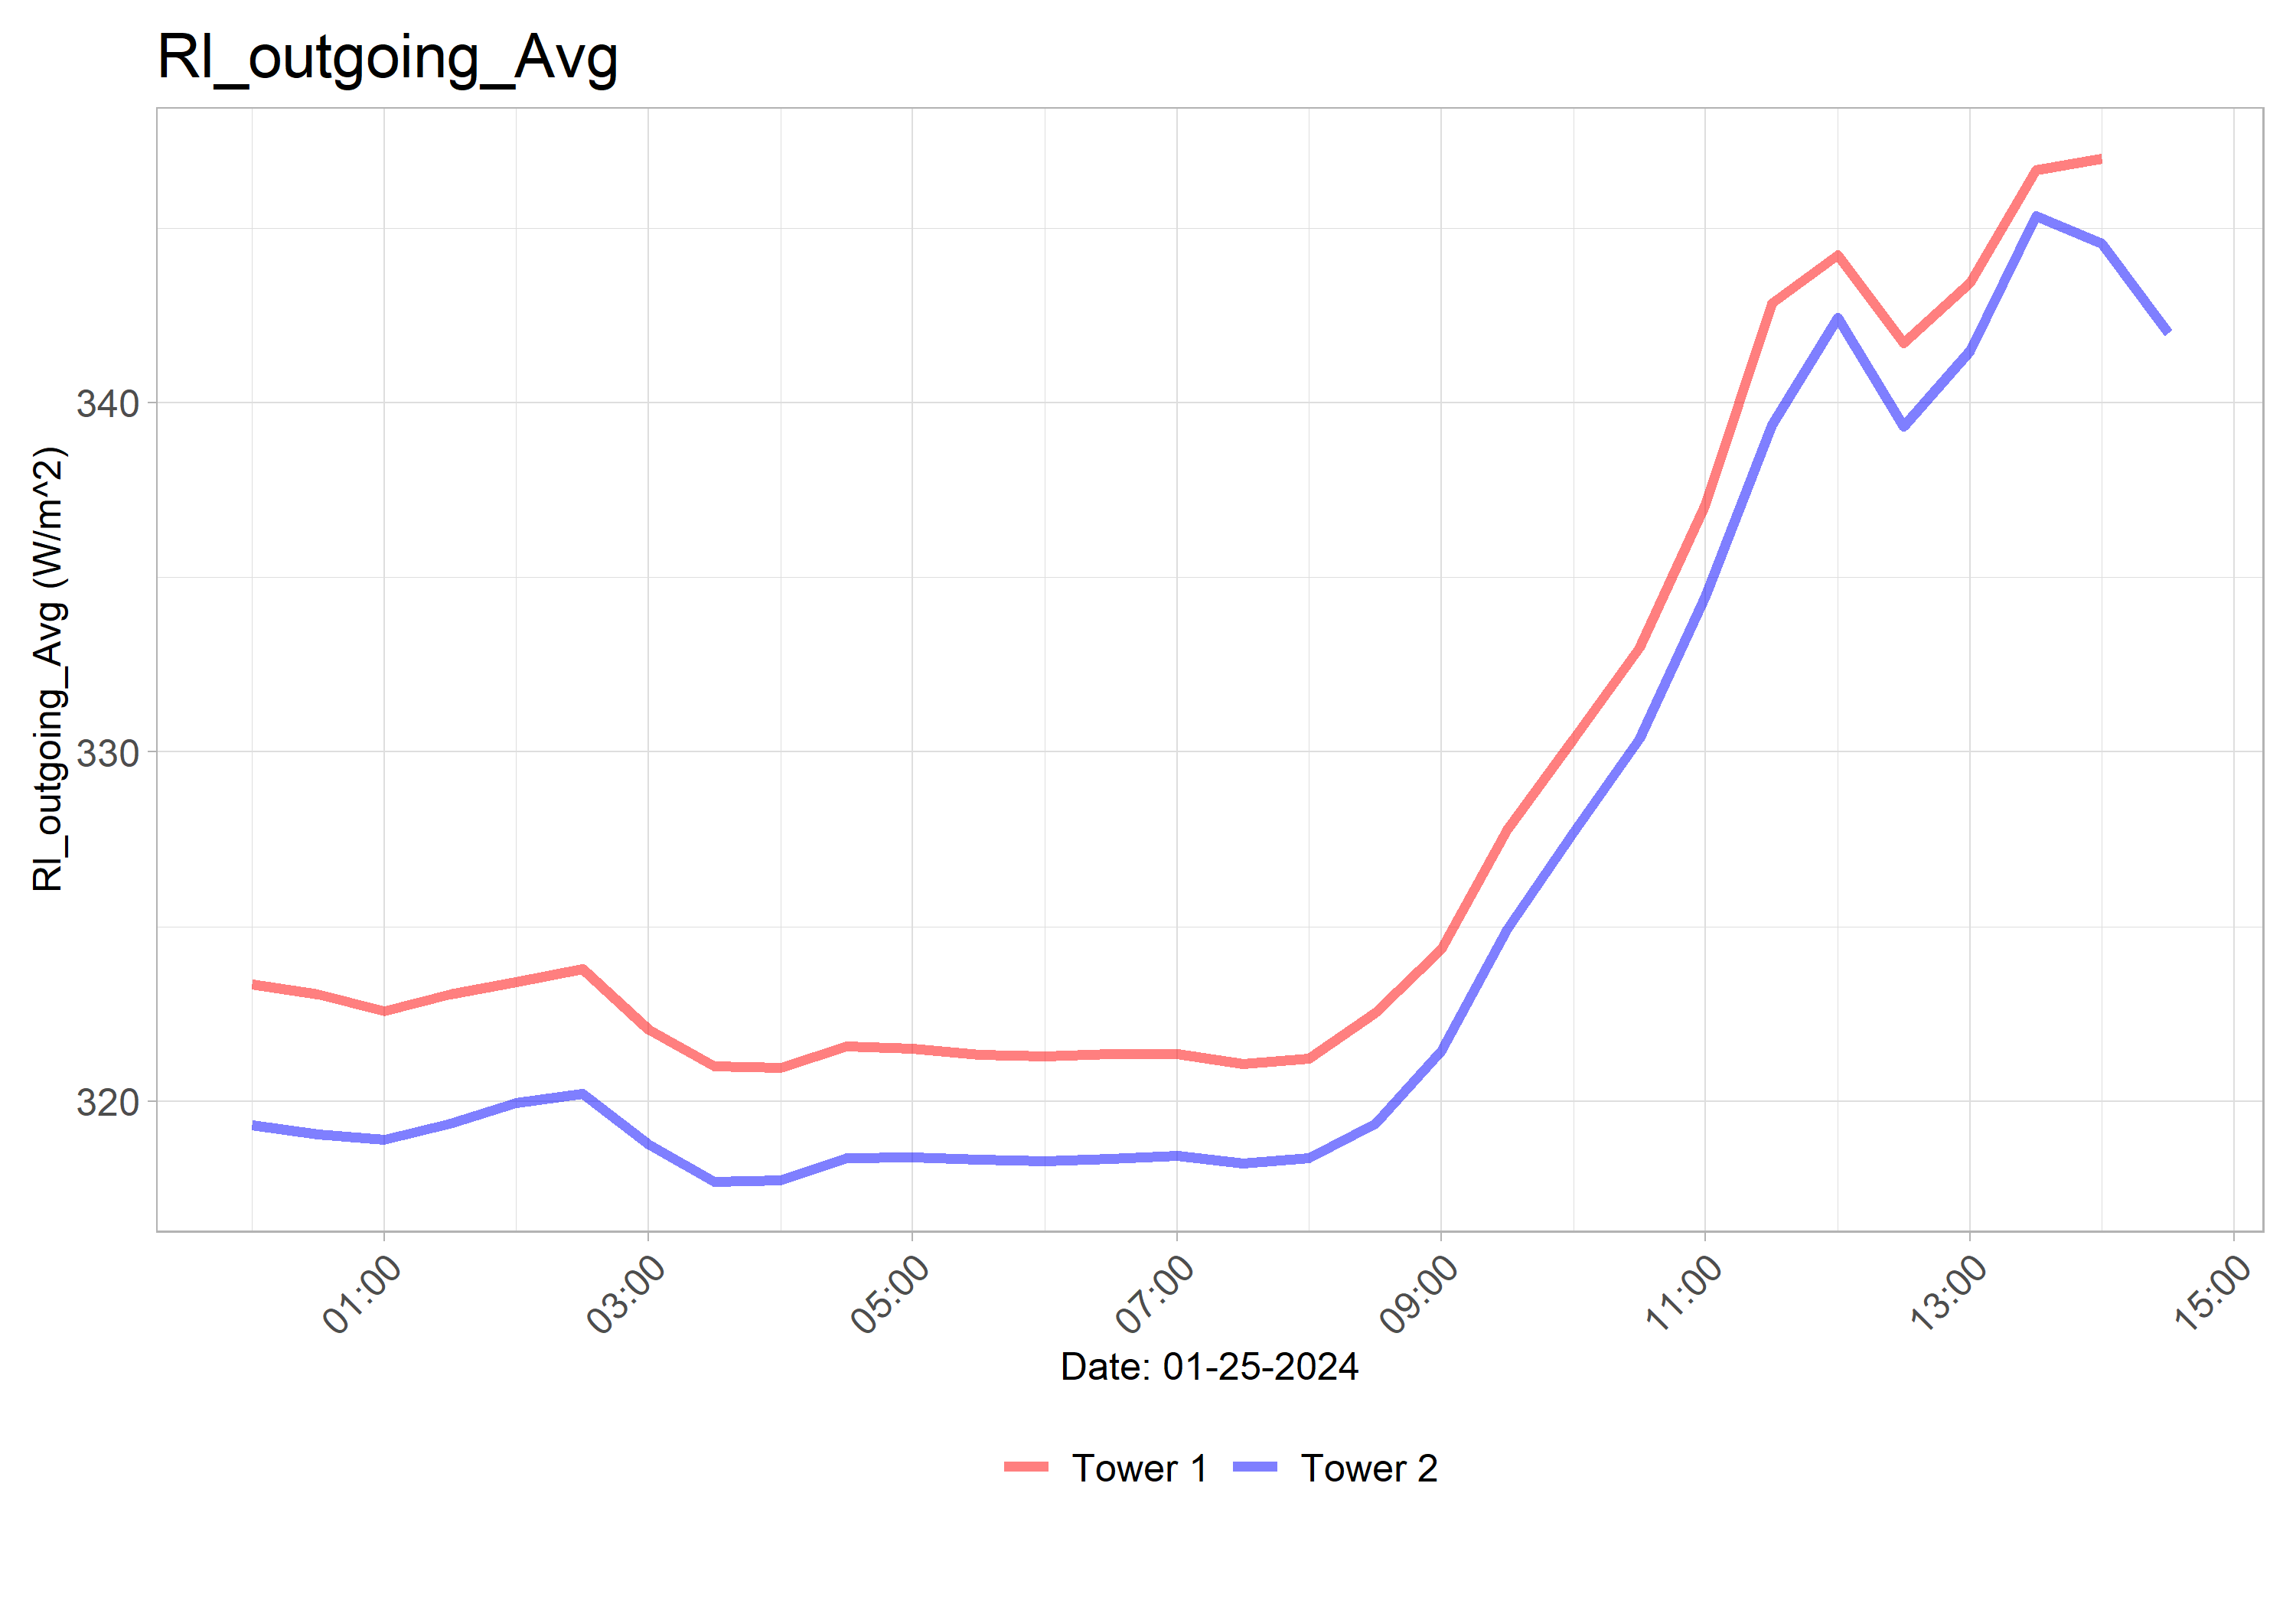 Rl_outgoing_Avg
Rl_outgoing_Avg (W/m^2)
340
330
320
01:00 03:00 05:00 07:00 09:00 11:00 13:00 15:00
Date: 01-25-2024
Tower 1 Tower 2